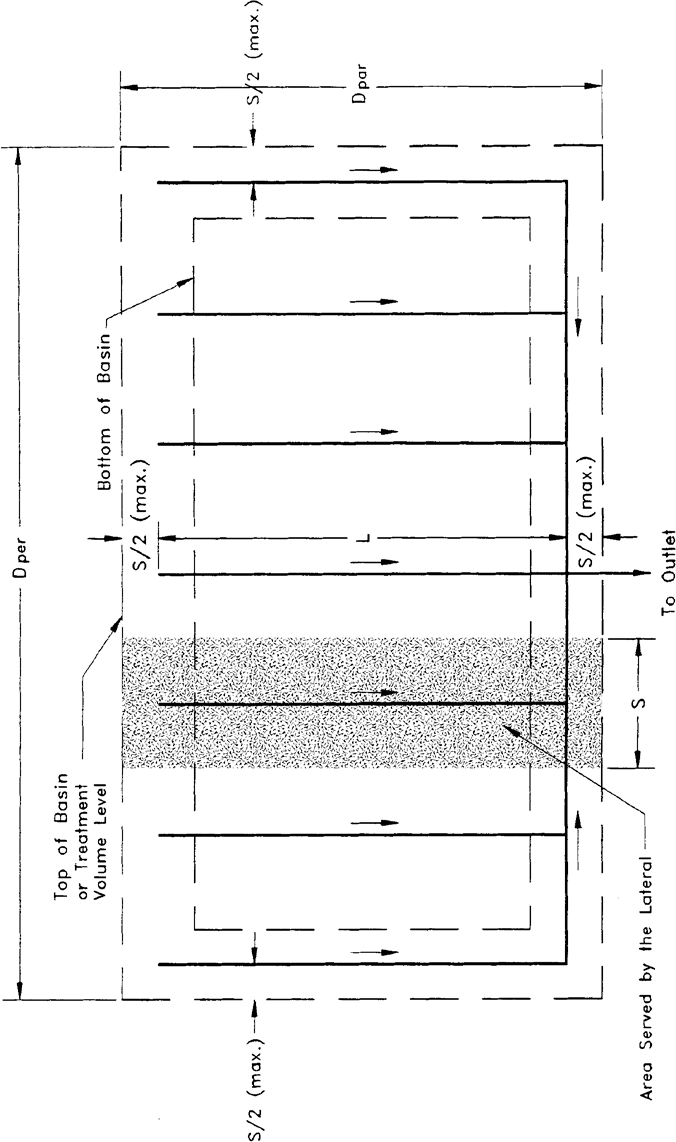 Dper
Top of Basin
or Treatment
Volume Level
Bottom of Basin
S/2 (max.)
S/2 (max.)
L
S/2 (max.)
S/2 (max.)
Dpar
S
To Outlet
Area Served by the Lateral